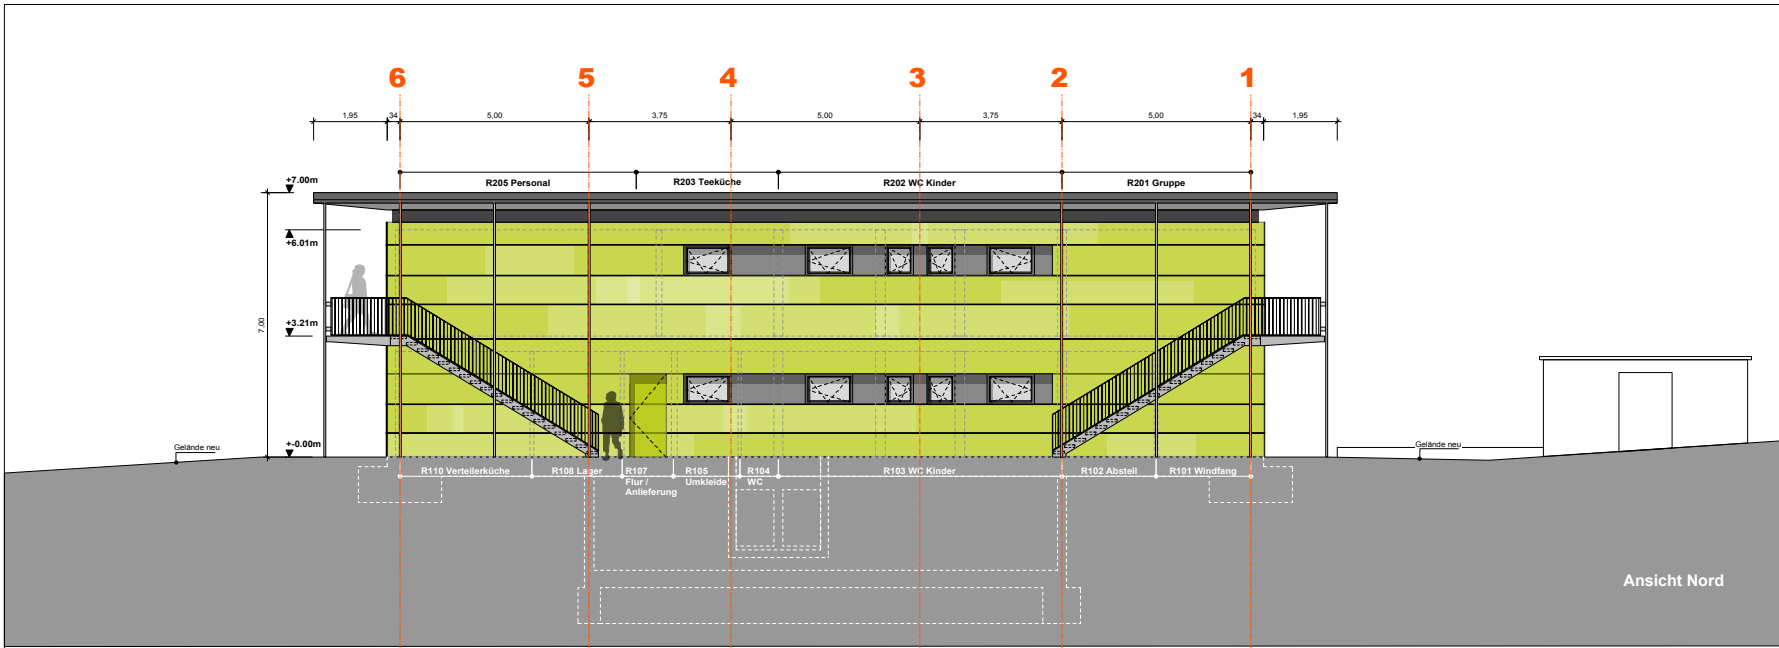 6 5 4 3 2 1
1,95 34 5,00 3,75 5,00 3,75 5,00 34 1,95
+7.00m
R205 Personal R203 Teeküche R202 WC Kinder R201 Gruppe
+6.01m
+3.21m
7,00
+-0.00m
Gelände neu
Gelände neu
R110 Verteilerküche R108 Lager R107 R105 R104 R103 WC Kinder R102 Abstell R101 Windfang
Flur / Umkleide WC
Anlieferung
Ansicht Nord